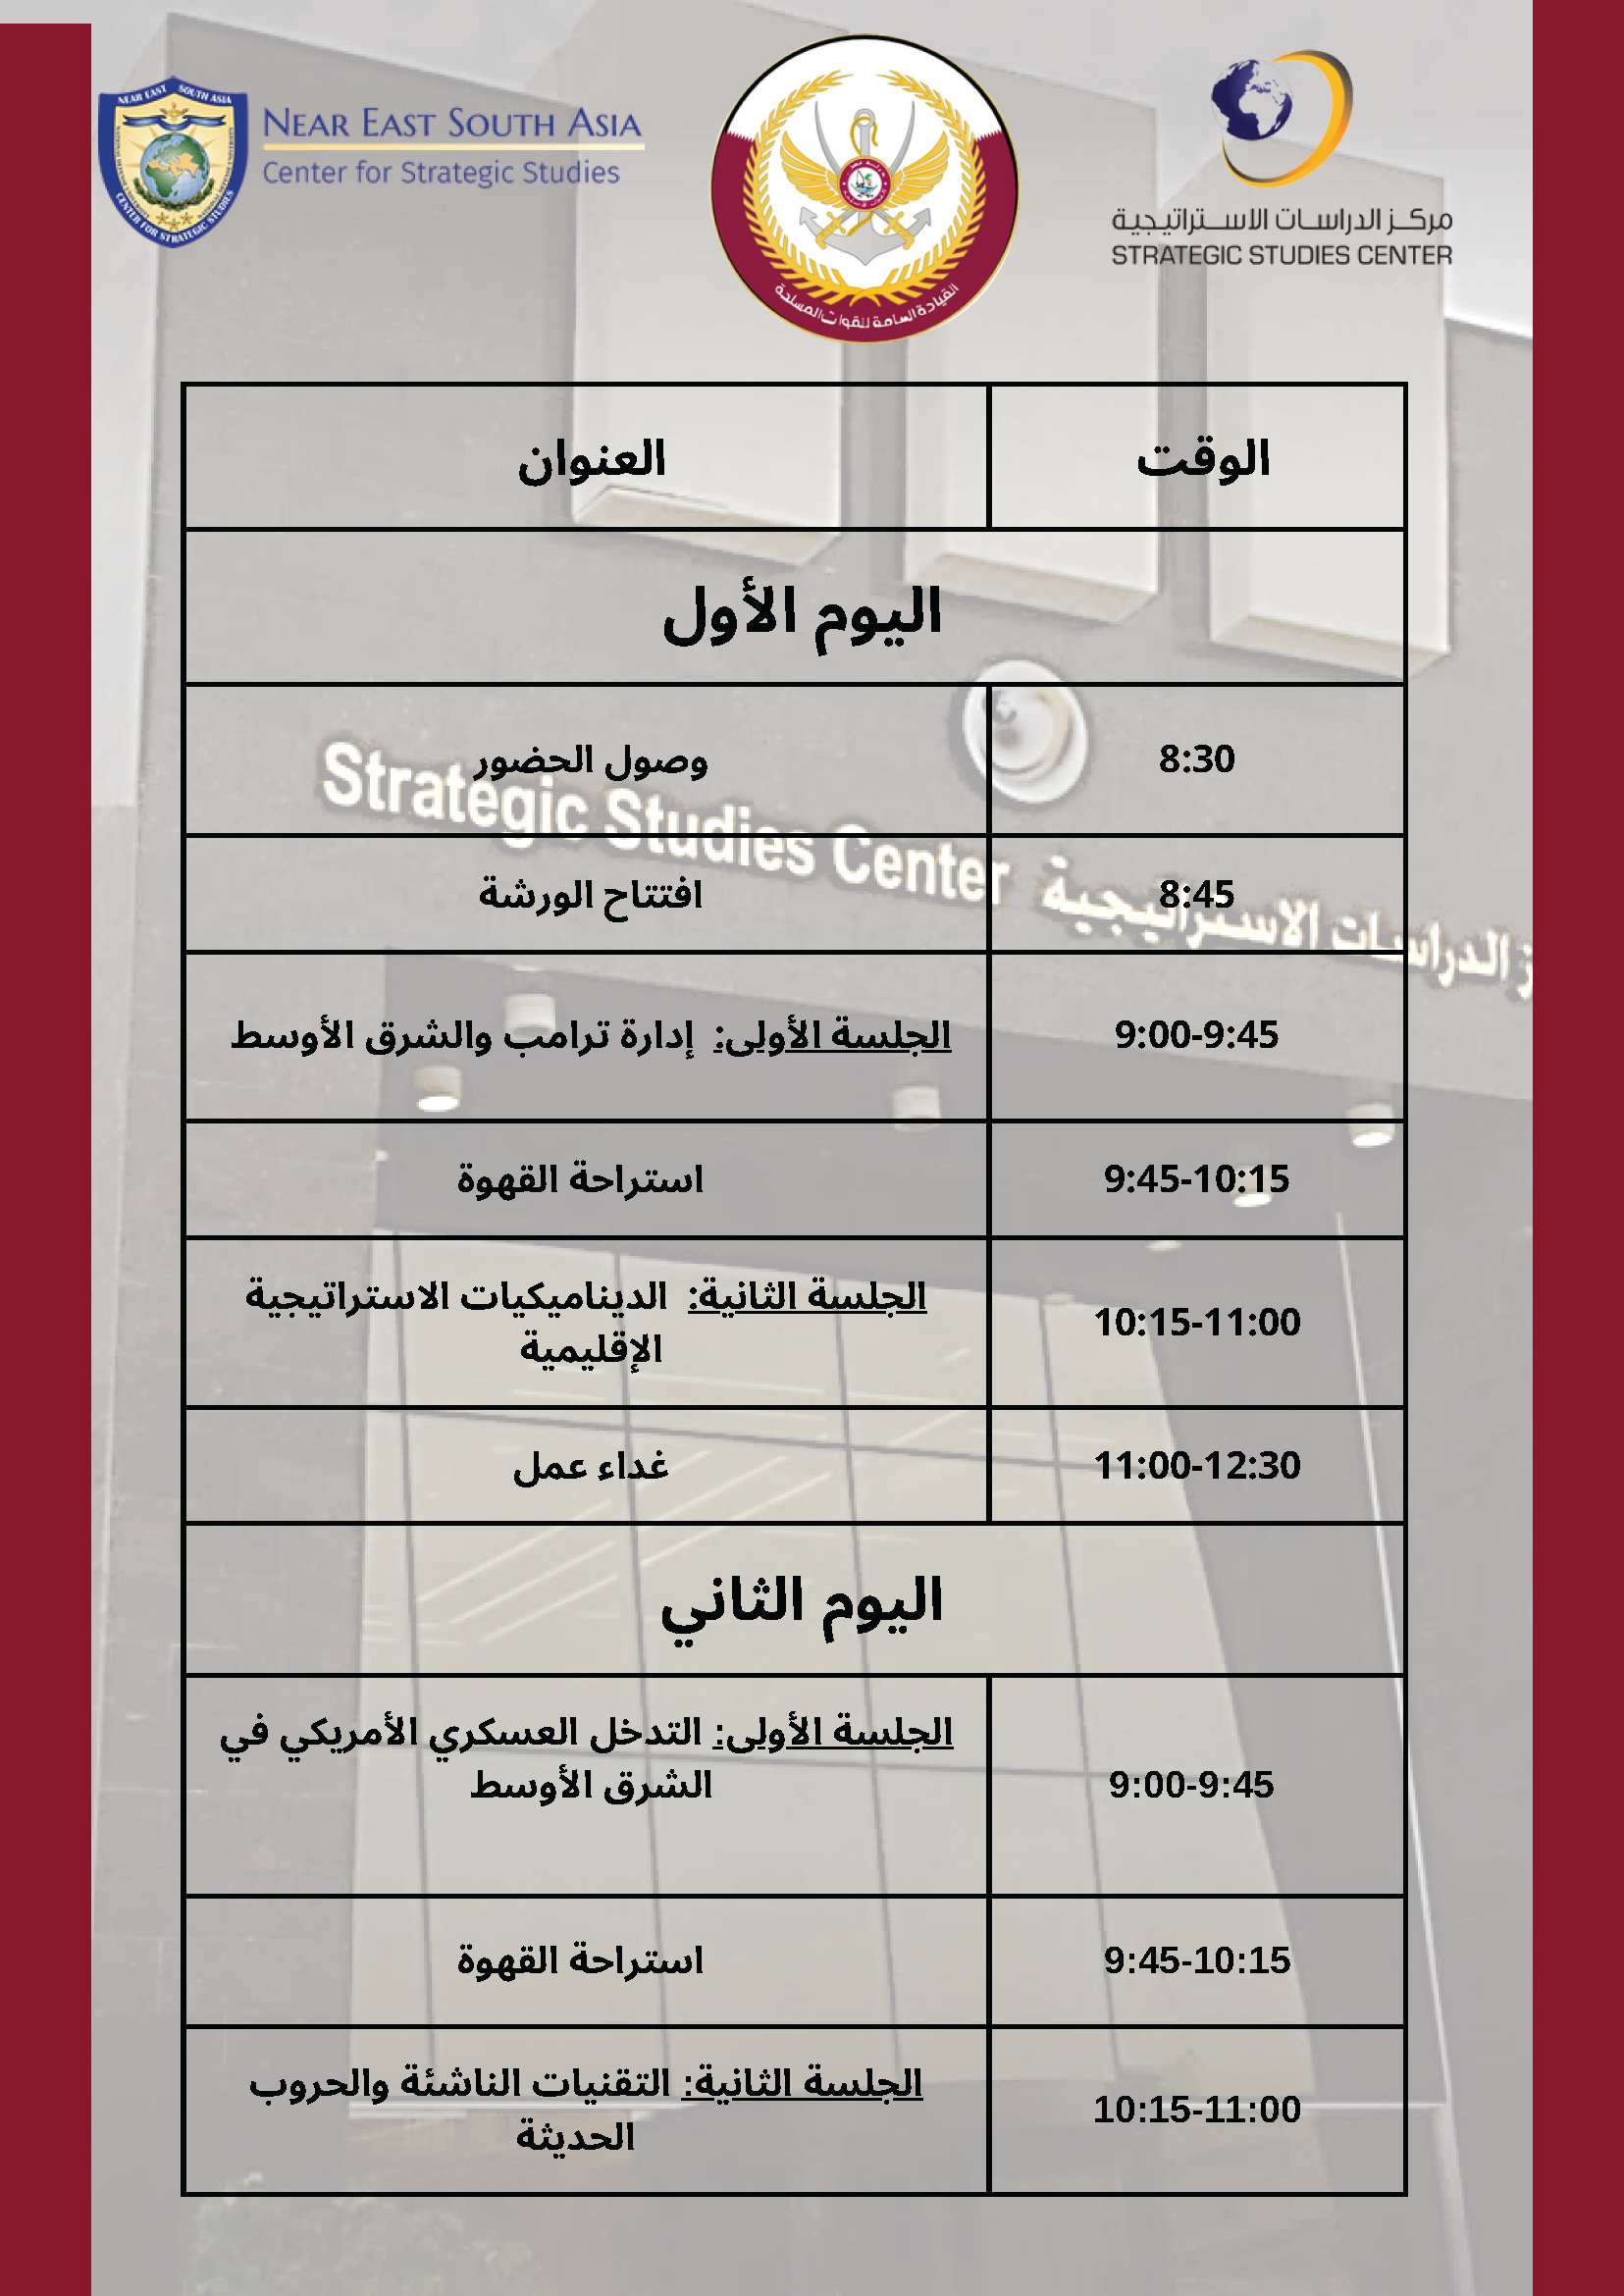 NEAR EAST SOUTH ASIA
Center for Strategic Studies
NEAR EAST SOUTH ASIA
CENTER FOR STRATEGIC STUDIES
القيادة العامة للقوات المسلحة
مركز الدراسات الاستراتيجية
STRATEGIC STUDIES CENTER
الوقت العنوان
اليوم الأول
8:30 وصول الحضور
Strategic Studies Center
الدراسات الاستراتيجية
8:45 افتتاح الورشة
9:00-9:45 الجلسة الأولى: إدارة ترامب والشرق الأوسط
9:45-10:15 استراحة القهوة
10:15-11:00 الجلسة الثانية: الديناميكيات الاستراتيجية
الإقليمية
11:00-12:30 غداء عمل
اليوم الثاني
9:00-9:45 الجلسة الأولى: التدخل العسكري الأمريكي في
الشرق الأوسط
9:45-10:15 استراحة القهوة
10:15-11:00 الجلسة الثانية: التقنيات الناشئة والحروب
الحديثة